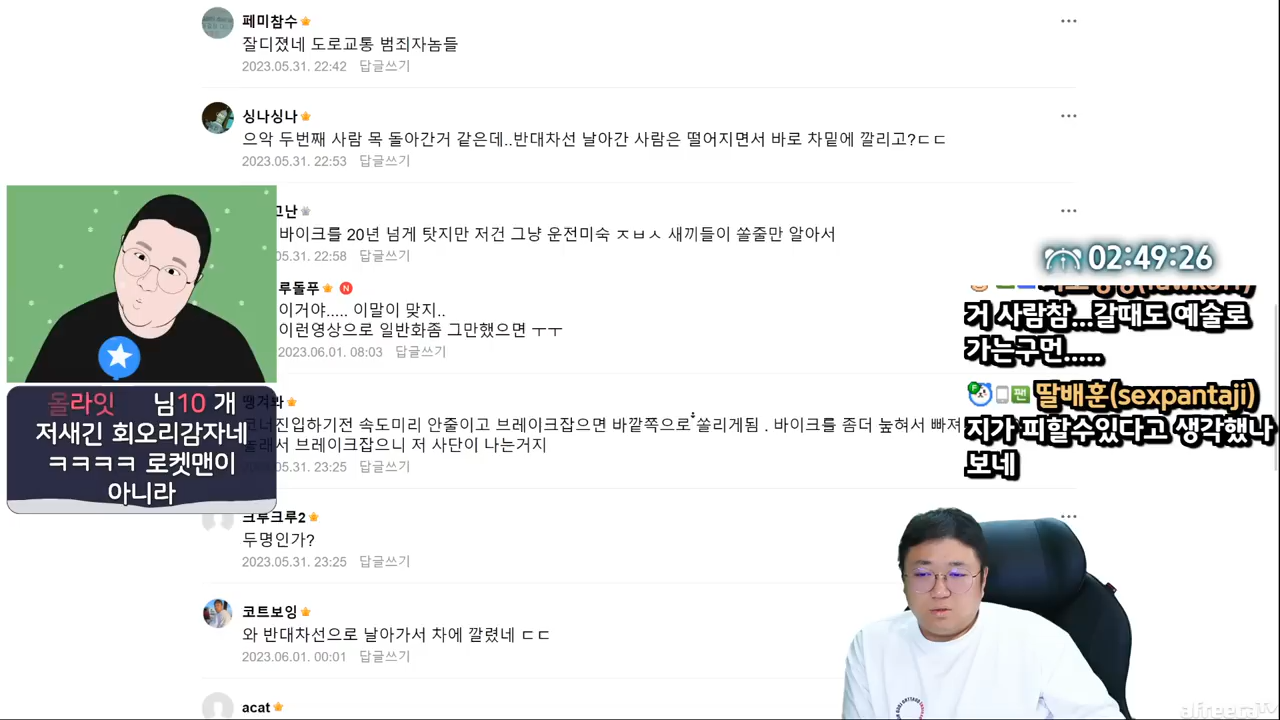 페미참수
잘디졌네 도로교통 범죄자놈들
2023.05.31. 22:42 답글쓰기
싱나싱나
으악 두번째 사람 목 돌아간거 같은데..반대차선 날아간 사람은 떨어지면서 바로 차밑에 깔리고?ㄷㄷ
2023.05.31. 22:53 답글쓰기
고난
바이크를 20년 넘게 탓지만 저건 그냥 운전미숙 ㅈㅂㅅ 새끼들이 쏠줄만 알아서
05.31. 22:58 답글쓰기
루돌푸 N
이거야..... 이말이 맞지..
이런영상으로 일반화좀 그만했으면 ㅜㅜ
2023.06.01. 08:03 답글쓰기
땡겨봐
코너진입하기전 속도미리 안줄이고 브레이크잡으면 바깥쪽으로 쏠리게됨 . 바이크를 좀더 눞혀서 빠져
놀래서 브레이크잡으니 저 사단이 나는거지
05.31. 23:25 답글쓰기
크루크루2
두명인가?
2023.05.31. 23:25 답글쓰기
코트보잉
와 반대차선으로 날아가서 차에 깔렸네 ㄷㄷ
2023.06.01. 00:01 답글쓰기
acat
올라잇 님10 개
저새긴 회오리감자네
ㅋㅋㅋㅋ 로켓맨이
아니라
02:49:26
거 사람참...갈때도 예술로
가는구먼.....
팬 딸배훈(sexpantaji)
지가 피할수있다고 생각했나
보네
afreecaTV